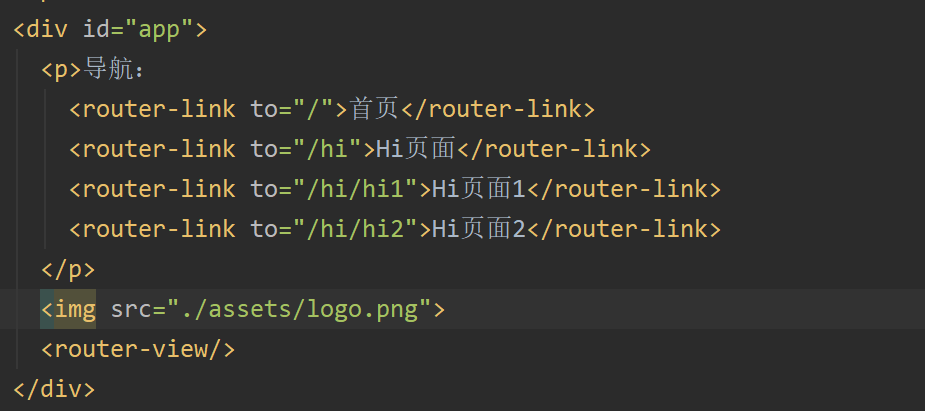 <div id="app">
<p>导航：
<router-link to="/">首页</router-link>
<router-link to="/hi">Hi页面</router-link>
<router-link to="/hi/hi1">Hi页面1</router-link>
<router-link to="/hi/hi2">Hi页面2</router-link>
</p>
<img src="./assets/logo.png">
<router-view/>
</div>